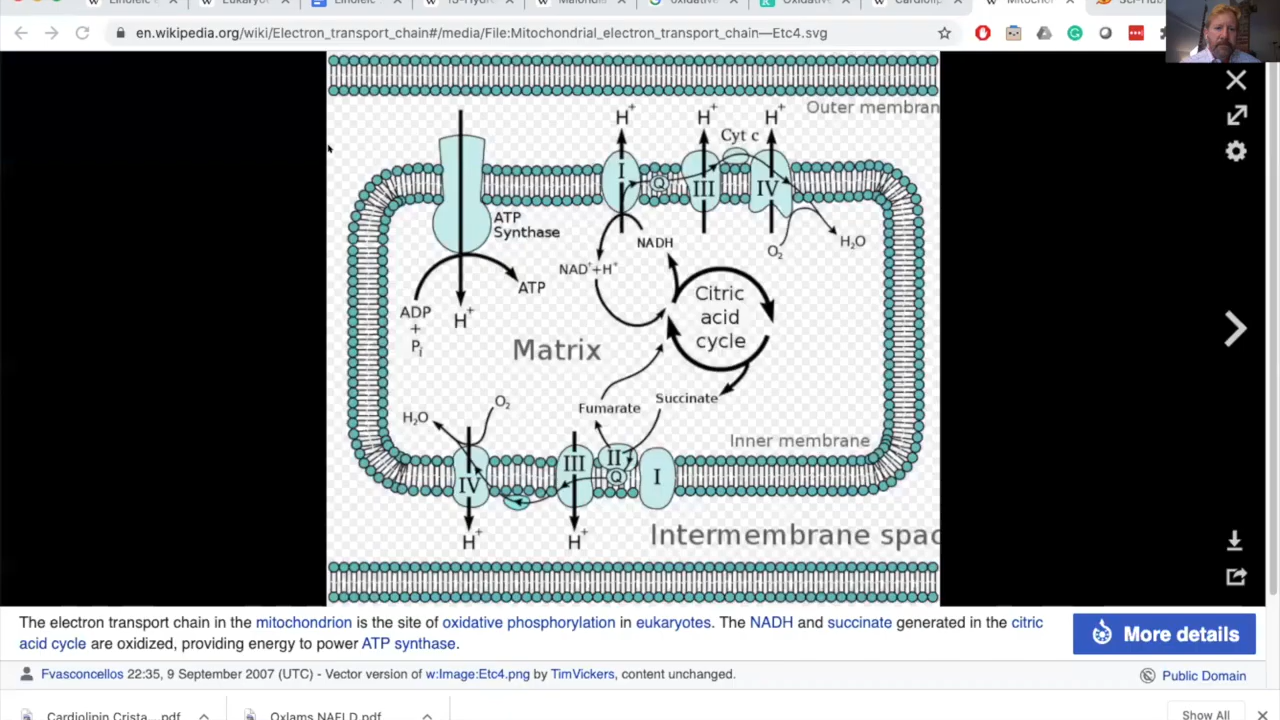 en.wikipedia.org/wiki/Electron_transport_chain#/media/File:Mitochondrial_electron_transport_chain—Etc4.svg
Outer membran
H+
H+
H+
Cyt c
I
Q
III
IV
ATP
Synthase
NADH
O2
H2O
NAD++H+
ATP
ADP
+
Pi
H+
Citric
acid
cycle
Matrix
Succinate
Fumarate
O2
H2O
Inner membrane
IV
III
II
Q
I
H+
H+
Intermembrane spac
The electron transport chain in the mitochondrion is the site of oxidative phosphorylation in eukaryotes. The NADH and succinate generated in the citric
acid cycle are oxidized, providing energy to power ATP synthase.
More details
Fvasconcellos 22:35, 9 September 2007 (UTC) - Vector version of w:Image:Etc4.png by TimVickers, content unchanged.
Public Domain
Cardiolipin Crista....pdf
Oxlams NAFLD.pdf
Show All